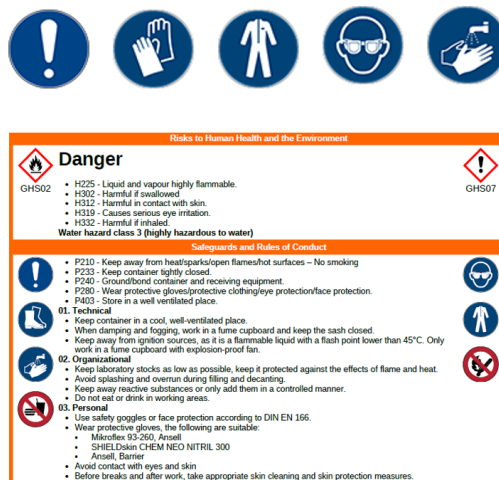 Risks to Human Health and the Environment
Danger
GHS02
GHS07
• H225 - Liquid and vapour highly flammable.
• H302 - Harmful if swallowed
• H312 - Harmful in contact with skin.
• H319 - Causes serious eye irritation.
• H332 - Harmful if inhaled.
Water hazard class 3 (highly hazardous to water)
Safeguards and Rules of Conduct
• P210 - Keep away from heat/sparks/open flames/hot surfaces – No smoking
• P233 - Keep container tightly closed.
• P240 - Ground/bond container and receiving equipment.
• P280 - Wear protective gloves/protective clothing/eye protection/face protection.
• P403 - Store in a well ventilated place.
01. Technical
• Keep container in a cool, well-ventilated place.
• When damping and fogging, work in a fume cupboard and keep the sash closed.
• Keep away from ignition sources, as it is a flammable liquid with a flash point lower than 45°C. Only
work in a fume cupboard with explosion-proof fan.
02. Organizational
• Keep laboratory stocks as low as possible, keep it protected against the effects of flame and heat.
• Avoid splashing and overrun during filling and decanting.
• Keep away reactive substances or only add them in a controlled manner.
• Do not eat or drink in working areas.
03. Personal
• Use safety goggles or face protection according to DIN EN 166.
• Wear protective gloves, the following are suitable:
• Mikroflex 93-260, Ansell
• SHIELDskin CHEM NEO NITRIL 300
• Ansell, Barrier
• Avoid contact with eyes and skin
• Before breaks and after work, take appropriate skin cleaning and skin protection measures.